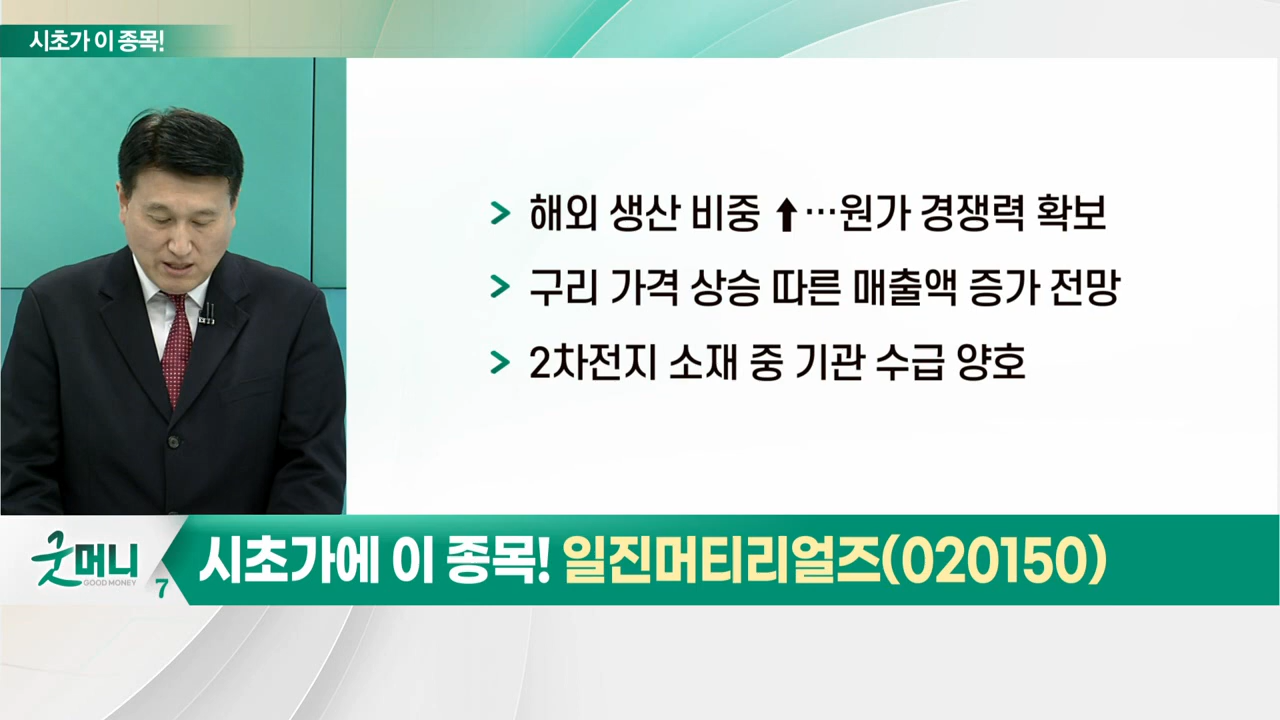 시초가 이 종목!
> 해외 생산 비중 ⬆…원가 경쟁력 확보
> 구리 가격 상승 따른 매출액 증가 전망
> 2차전지 소재 중 기관 수급 양호
굿머니
GOOD MONEY
7
시초가에 이 종목! 일진머티리얼즈(020150)